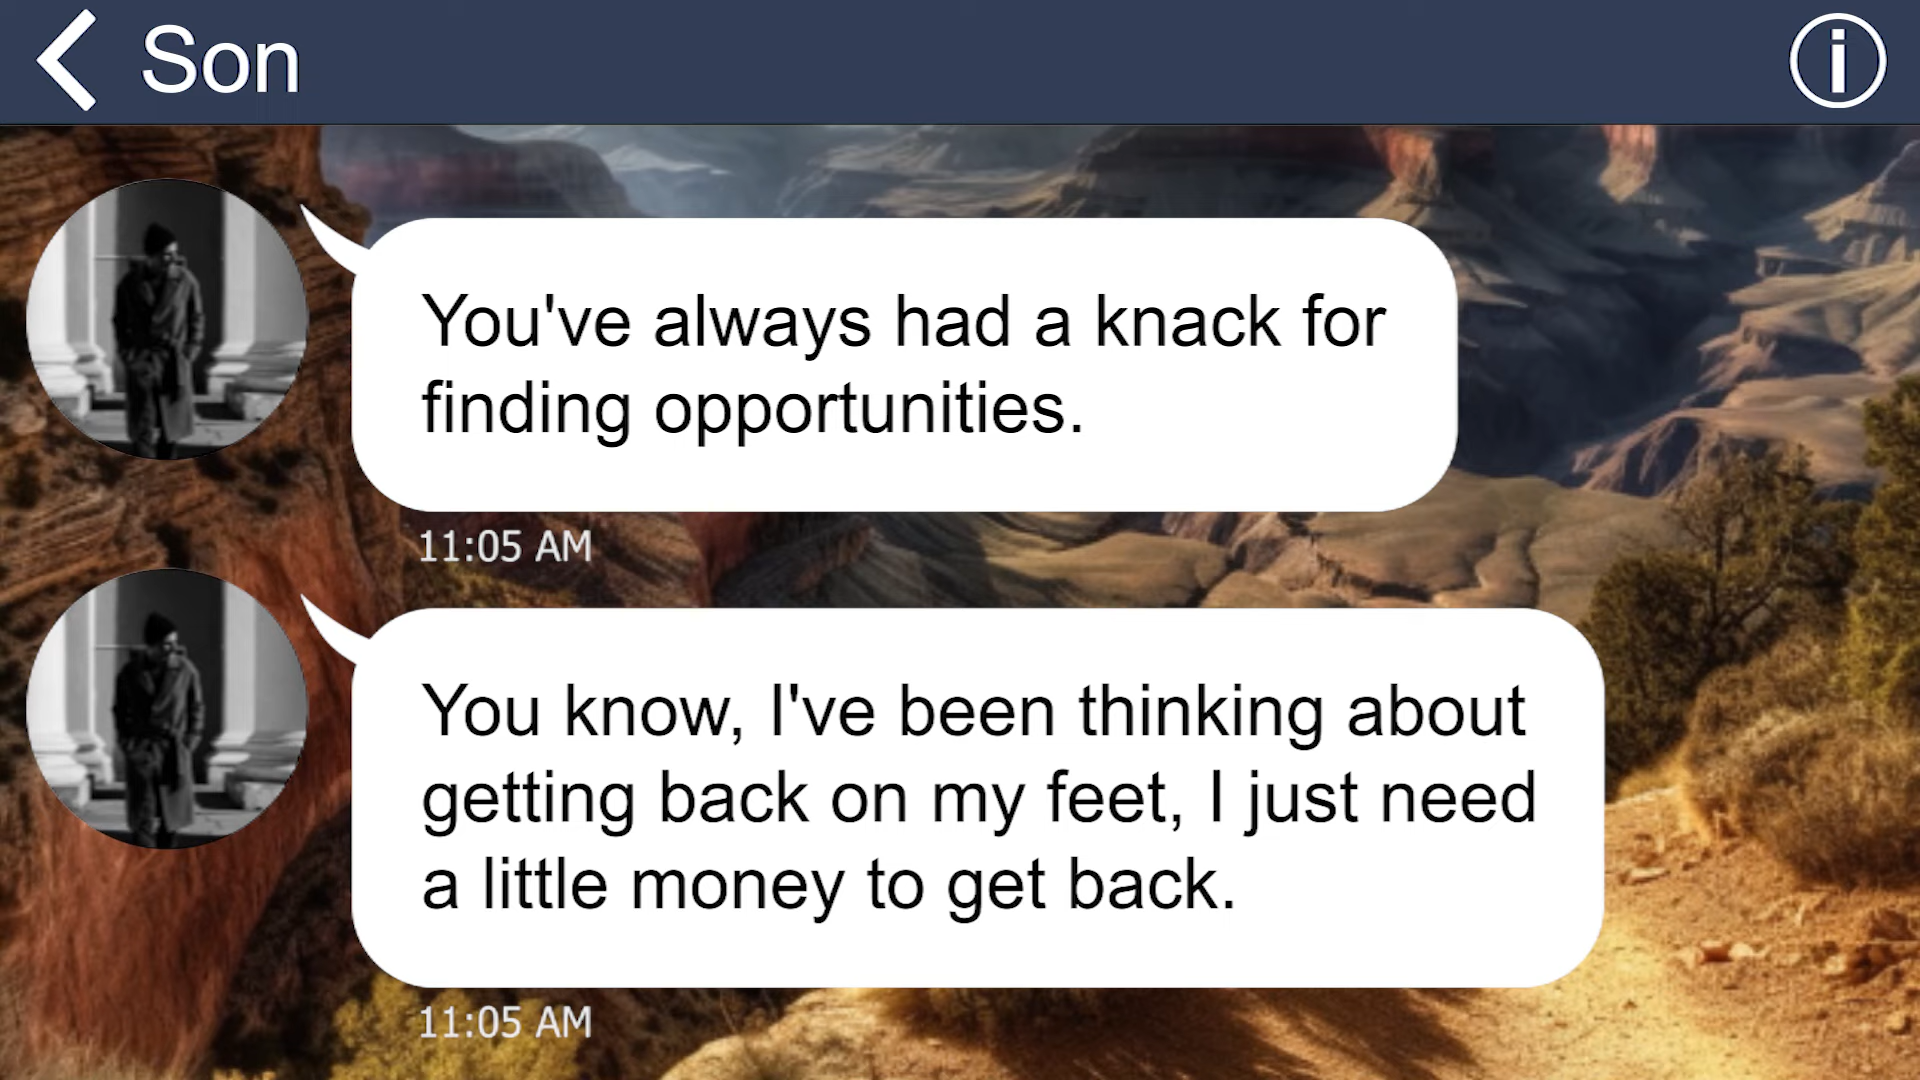 Son
You've always had a knack for
finding opportunities.
11:05 AM
You know, I've been thinking about
getting back on my feet, I just need
a little money to get back.
11:05 AM